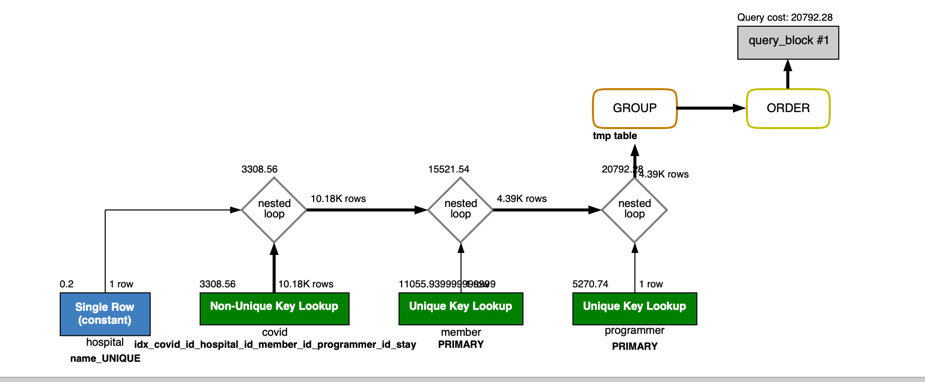 Query cost: 20792.28
query_block #1
GROUP
ORDER
tmp table
3308.56
15521.54
20792.28
4.39K rows
nested
loop
10.18K rows
nested
loop
4.39K rows
nested
loop
0.2
1 row
3308.56
10.18K rows
11055.939999999999
5270.74
1 row
Single Row
(constant)
Non-Unique Key Lookup
Unique Key Lookup
Unique Key Lookup
hospital
covid
member
programmer
name_UNIQUE
idx_covid_id_hospital_id_member_id_programmer_id_stay
PRIMARY
PRIMARY